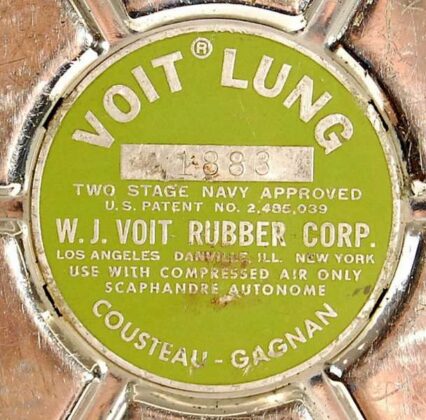 VOIT® LUNG
1883
TWO STAGE NAVY APPROVED
U.S. PATENT NO. 2,485,039
W. J. VOIT RUBBER CORP.
LOS ANGELES DANVILLE, ILL. NEW YORK
USE WITH COMPRESSED AIR ONLY
SCAPHANDRE AUTONOME
COUSTEAU - GAGNAN